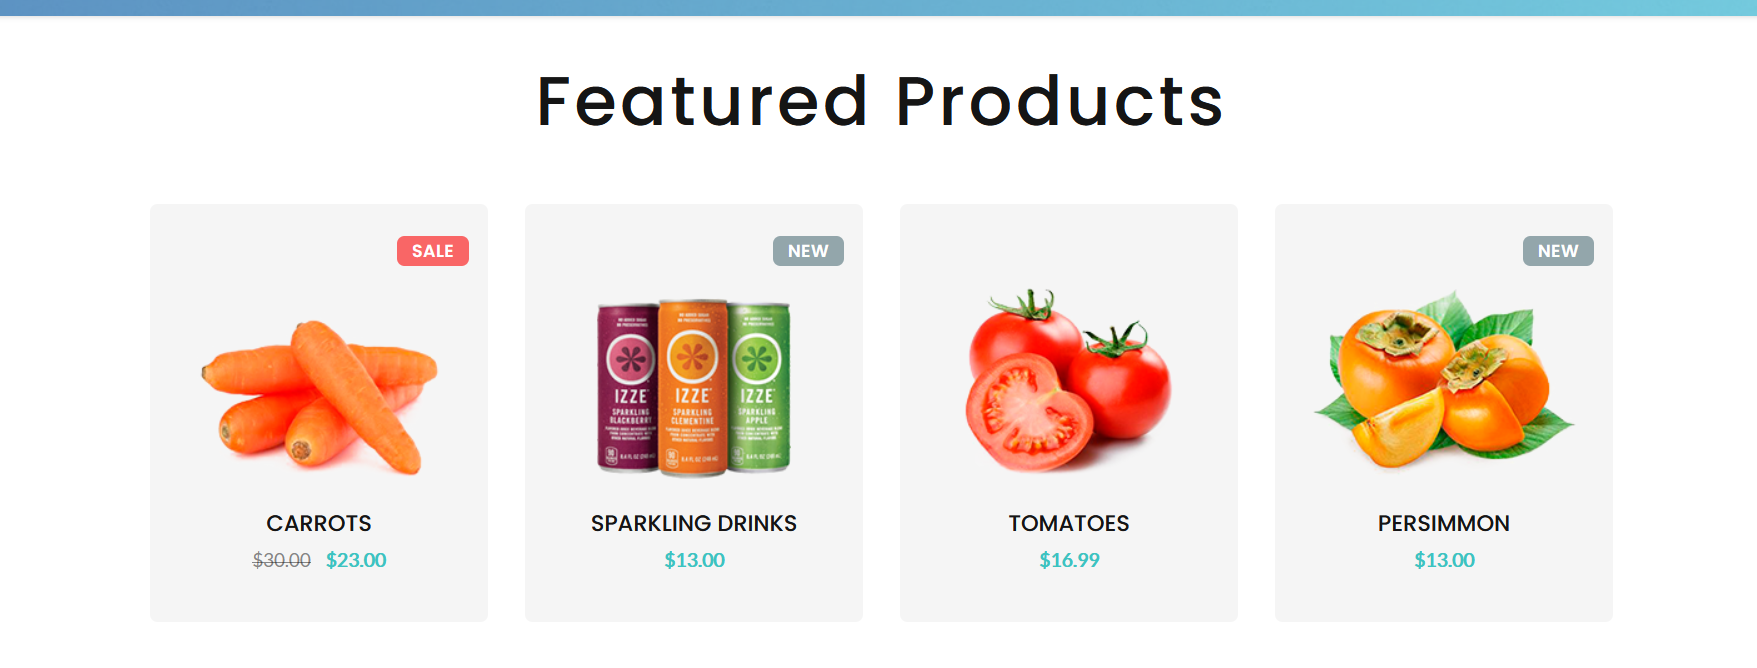 Featured Products
SALE
NEW
NEW
IZZE
SPARKLING
BLACKBERRY
IZZE
SPARKLING
CLEMENTINE
IZZE
SPARKLING
APPLE
CARROTS
SPARKLING DRINKS
TOMATOES
PERSIMMON
$30.00 $23.00
$13.00
$16.99
$13.00